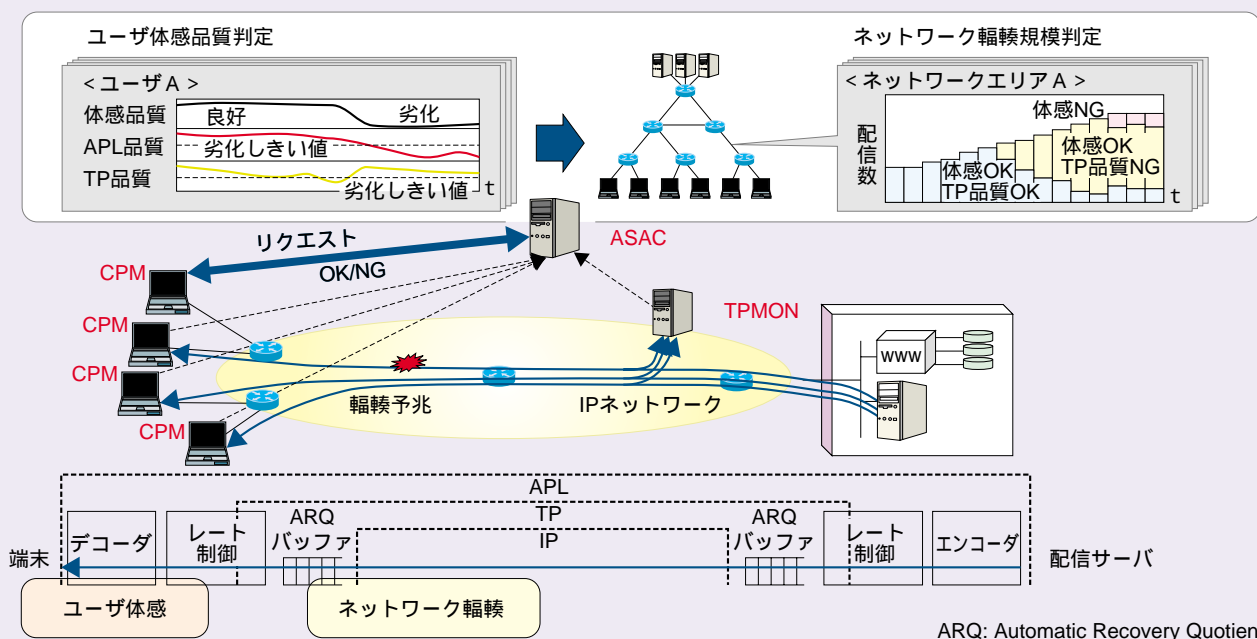 ユーザ体感品質判定
ネットワーク輻輳規模判定
<ユーザA>
体感品質
良好
劣化
APL品質
劣化しきい値
TP品質
劣化しきい値
t
<ネットワークエリアA>
配信数
体感NG
体感OK
TP品質NG
体感OK
TP品質OK
t
リクエスト
OK/NG
ASAC
CPM
CPM
CPM
CPM
TPMON
WWW
輻輳予兆
IPネットワーク
APL
TP
IP
端末
デコーダ
レート制御
ARQバッファ
ARQバッファ
レート制御
エンコーダ
配信サーバ
ユーザ体感
ネットワーク輻輳
ARQ: Automatic Recovery Quotien